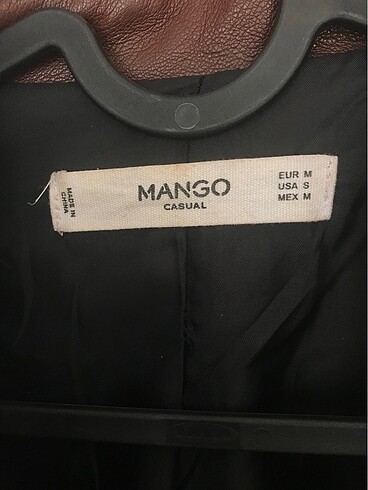 MADE IN
CHINA
MANGO
CASUAL
EUR M
USA S
MEX M